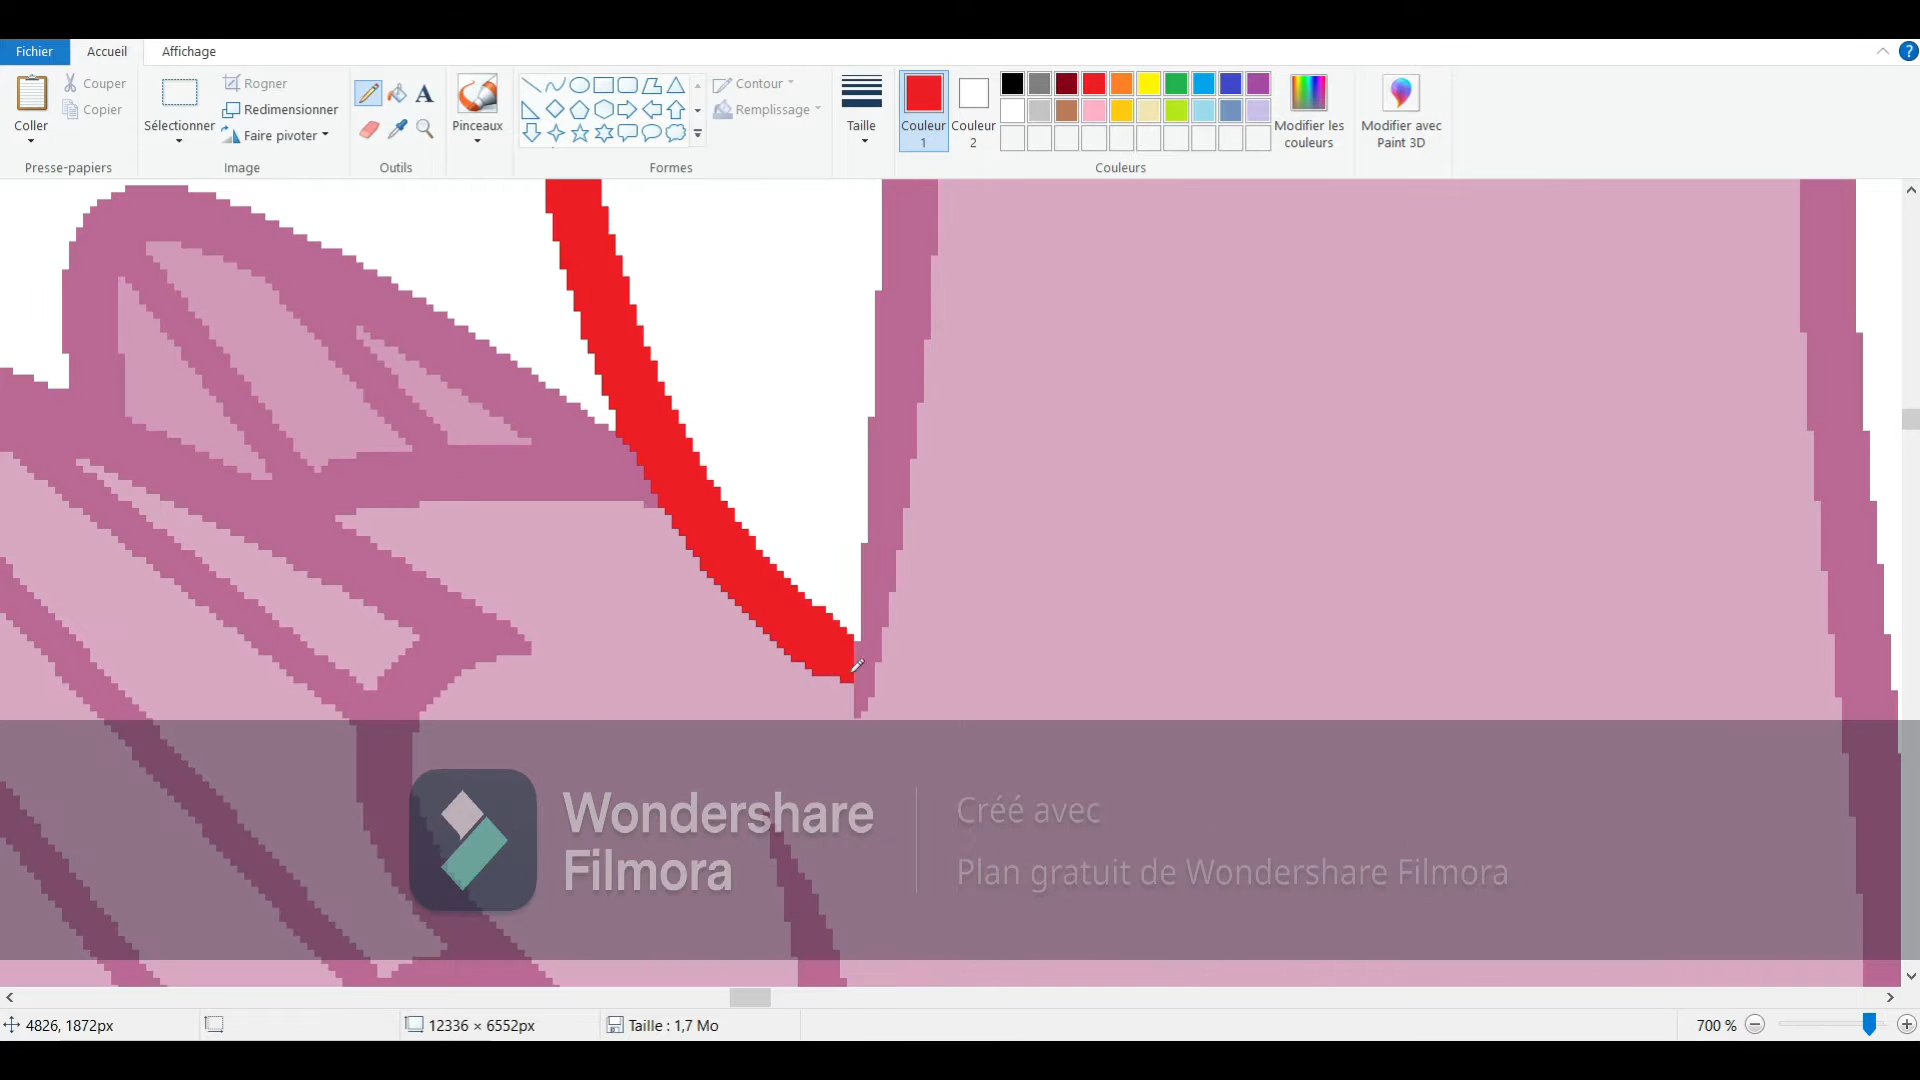 Fichier Accueil Affichage ?
Coller
Couper
Copier
Presse-papiers
Sélectionner
Rogner
Redimensionner
Faire pivoter
Image
A
Outils
Pinceaux
Contour
Remplissage
Formes
Taille
Couleur
1
Couleur
2
Modifier les
couleurs
Couleurs
Modifier avec
Paint 3D
Wondershare
Filmora
Créé avec
Plan gratuit de Wondershare Filmora
4826, 1872px
12336 × 6552px
Taille : 1,7 Mo
700 %